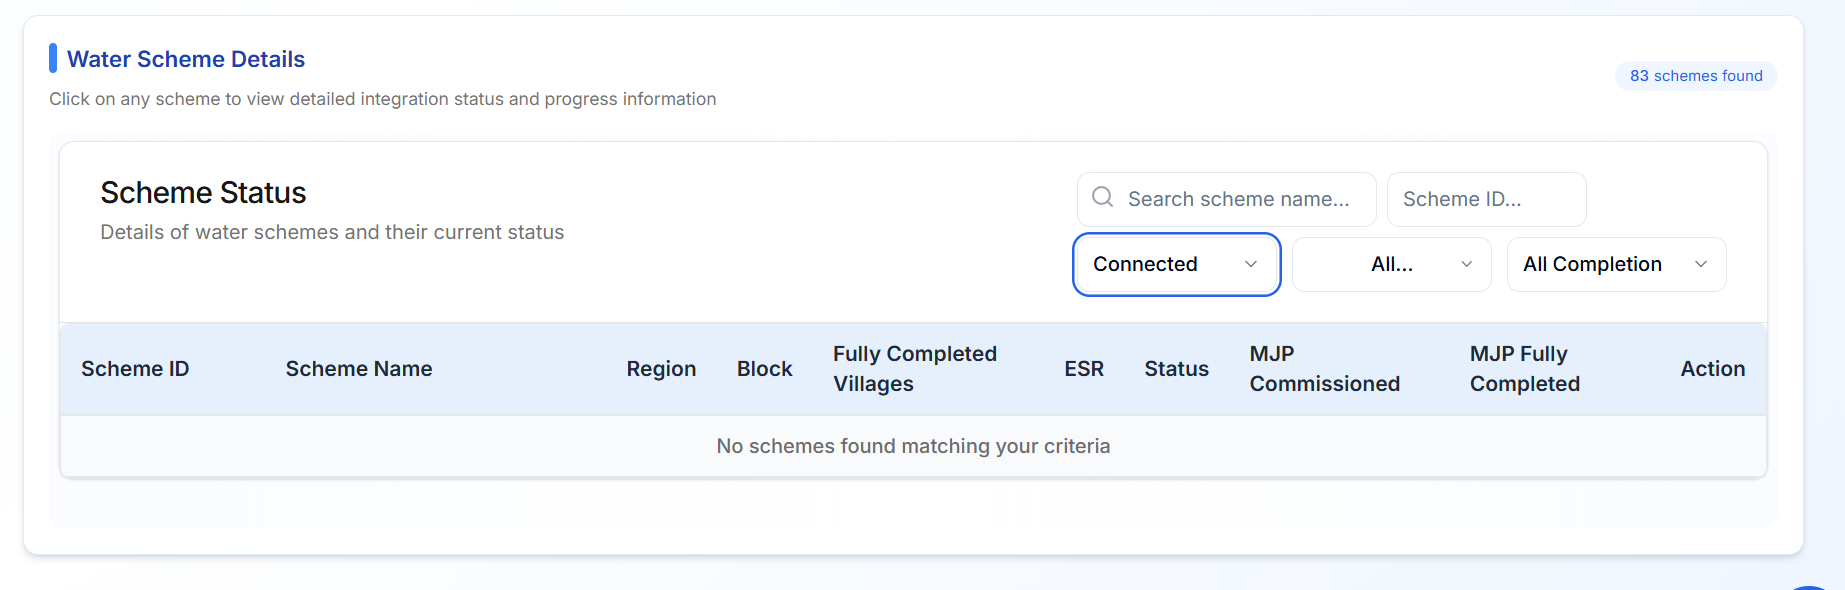 Water Scheme Details
Click on any scheme to view detailed integration status and progress information
83 schemes found
Scheme Status
Details of water schemes and their current status
Search scheme name...
Scheme ID...
Connected
All...
All Completion
Scheme ID
Scheme Name
Region
Block
Fully Completed
Villages
ESR
Status
MJP
Commissioned
MJP Fully
Completed
Action
No schemes found matching your criteria